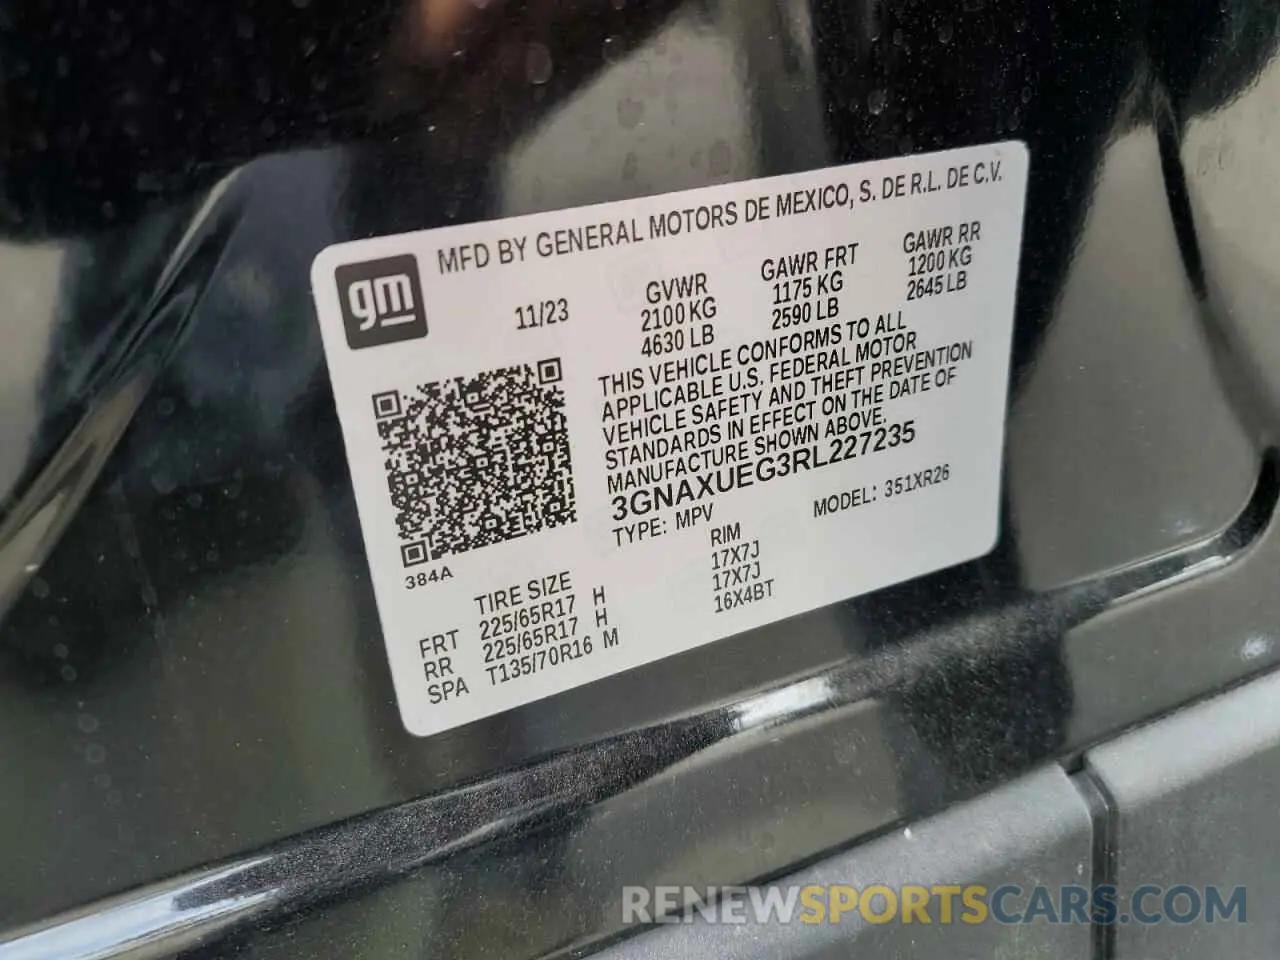 MFD BY GENERAL MOTORS DE MEXICO, S. DE R.L. DE C.V.
gm
11/23
GVWR GAWR FRT GAWR RR
2100 KG 1175 KG 1200 KG
4630 LB 2590 LB 2645 LB
THIS VEHICLE CONFORMS TO ALL
APPLICABLE U.S. FEDERAL MOTOR
VEHICLE SAFETY AND THEFT PREVENTION
STANDARDS IN EFFECT ON THE DATE OF
MANUFACTURE SHOWN ABOVE.
3GNAXUEG3RL227235
TYPE: MPV MODEL: 351XR26
384A
TIRE SIZE RIM
FRT 225/65R17 H 17X7J
RR 225/65R17 H 17X7J
SPA T135/70R16 M 16X4BT
RENEWSPORTSCARS.COM